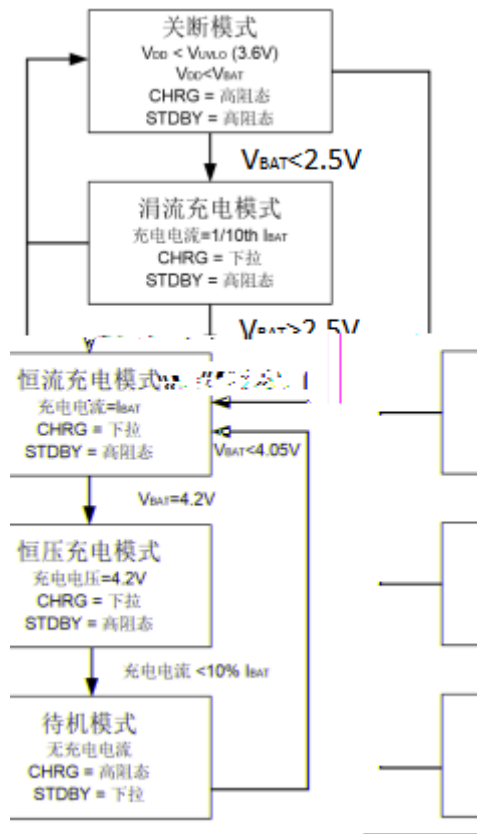 关断模式
VDD < VUVLO (3.6V)
VDD<VBAT
CHRG = 高阻态
STDBY = 高阻态
VBAT<2.5V
涓流充电模式
充电电流=1/10th IBAT
CHRG = 下拉
STDBY = 高阻态
VBAT>2.5V
恒流充电模式
充电电流=IBAT
CHRG = 下拉
STDBY = 高阻态
VBAT<4.05V
VBAT=4.2V
恒压充电模式
充电电压=4.2V
CHRG = 下拉
STDBY = 高阻态
充电电流 <10% IBAT
待机模式
无充电电流
CHRG = 高阻态
STDBY = 下拉